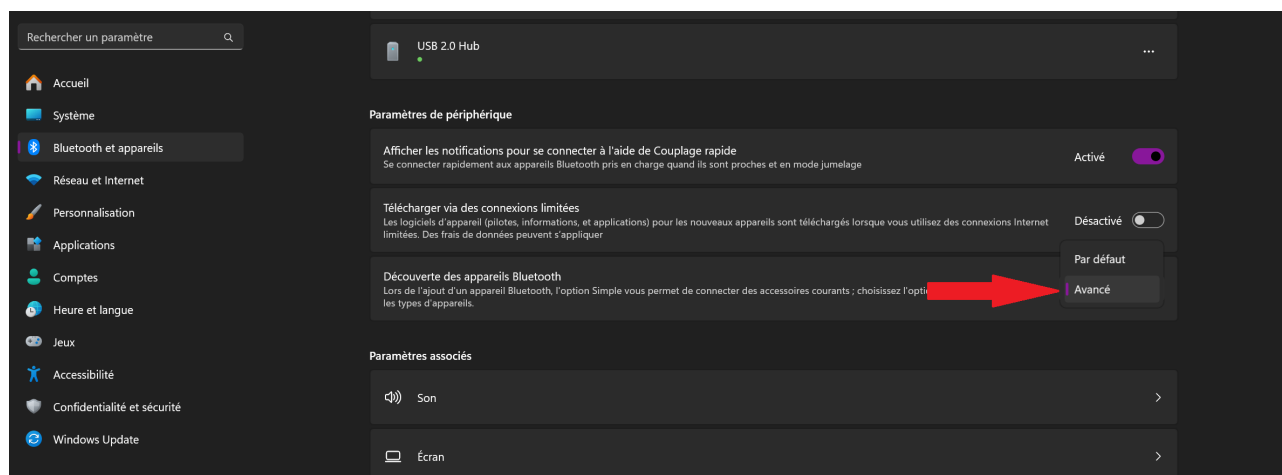 Rechercher un paramètre
Accueil
Système
Bluetooth et appareils
Réseau et Internet
Personnalisation
Applications
Comptes
Heure et langue
Jeux
Accessibilité
Confidentialité et sécurité
Windows Update
USB 2.0 Hub
Paramètres de périphérique
Afficher les notifications pour se connecter à l'aide de Couplage rapide
Se connecter rapidement aux appareils Bluetooth pris en charge quand ils sont proches et en mode jumelage
Activé
Télécharger via des connexions limitées
Les logiciels d'appareil (pilotes, informations, et applications) pour les nouveaux appareils sont téléchargés lorsque vous utilisez des connexions Internet
limitées. Des frais de données peuvent s'appliquer
Désactivé
Découverte des appareils Bluetooth
Lors de l'ajout d'un appareil Bluetooth, l'option Simple vous permet de connecter des accessoires courants ; choisissez l'opti
les types d'appareils.
Par défaut
Avancé
Paramètres associés
Son
Écran